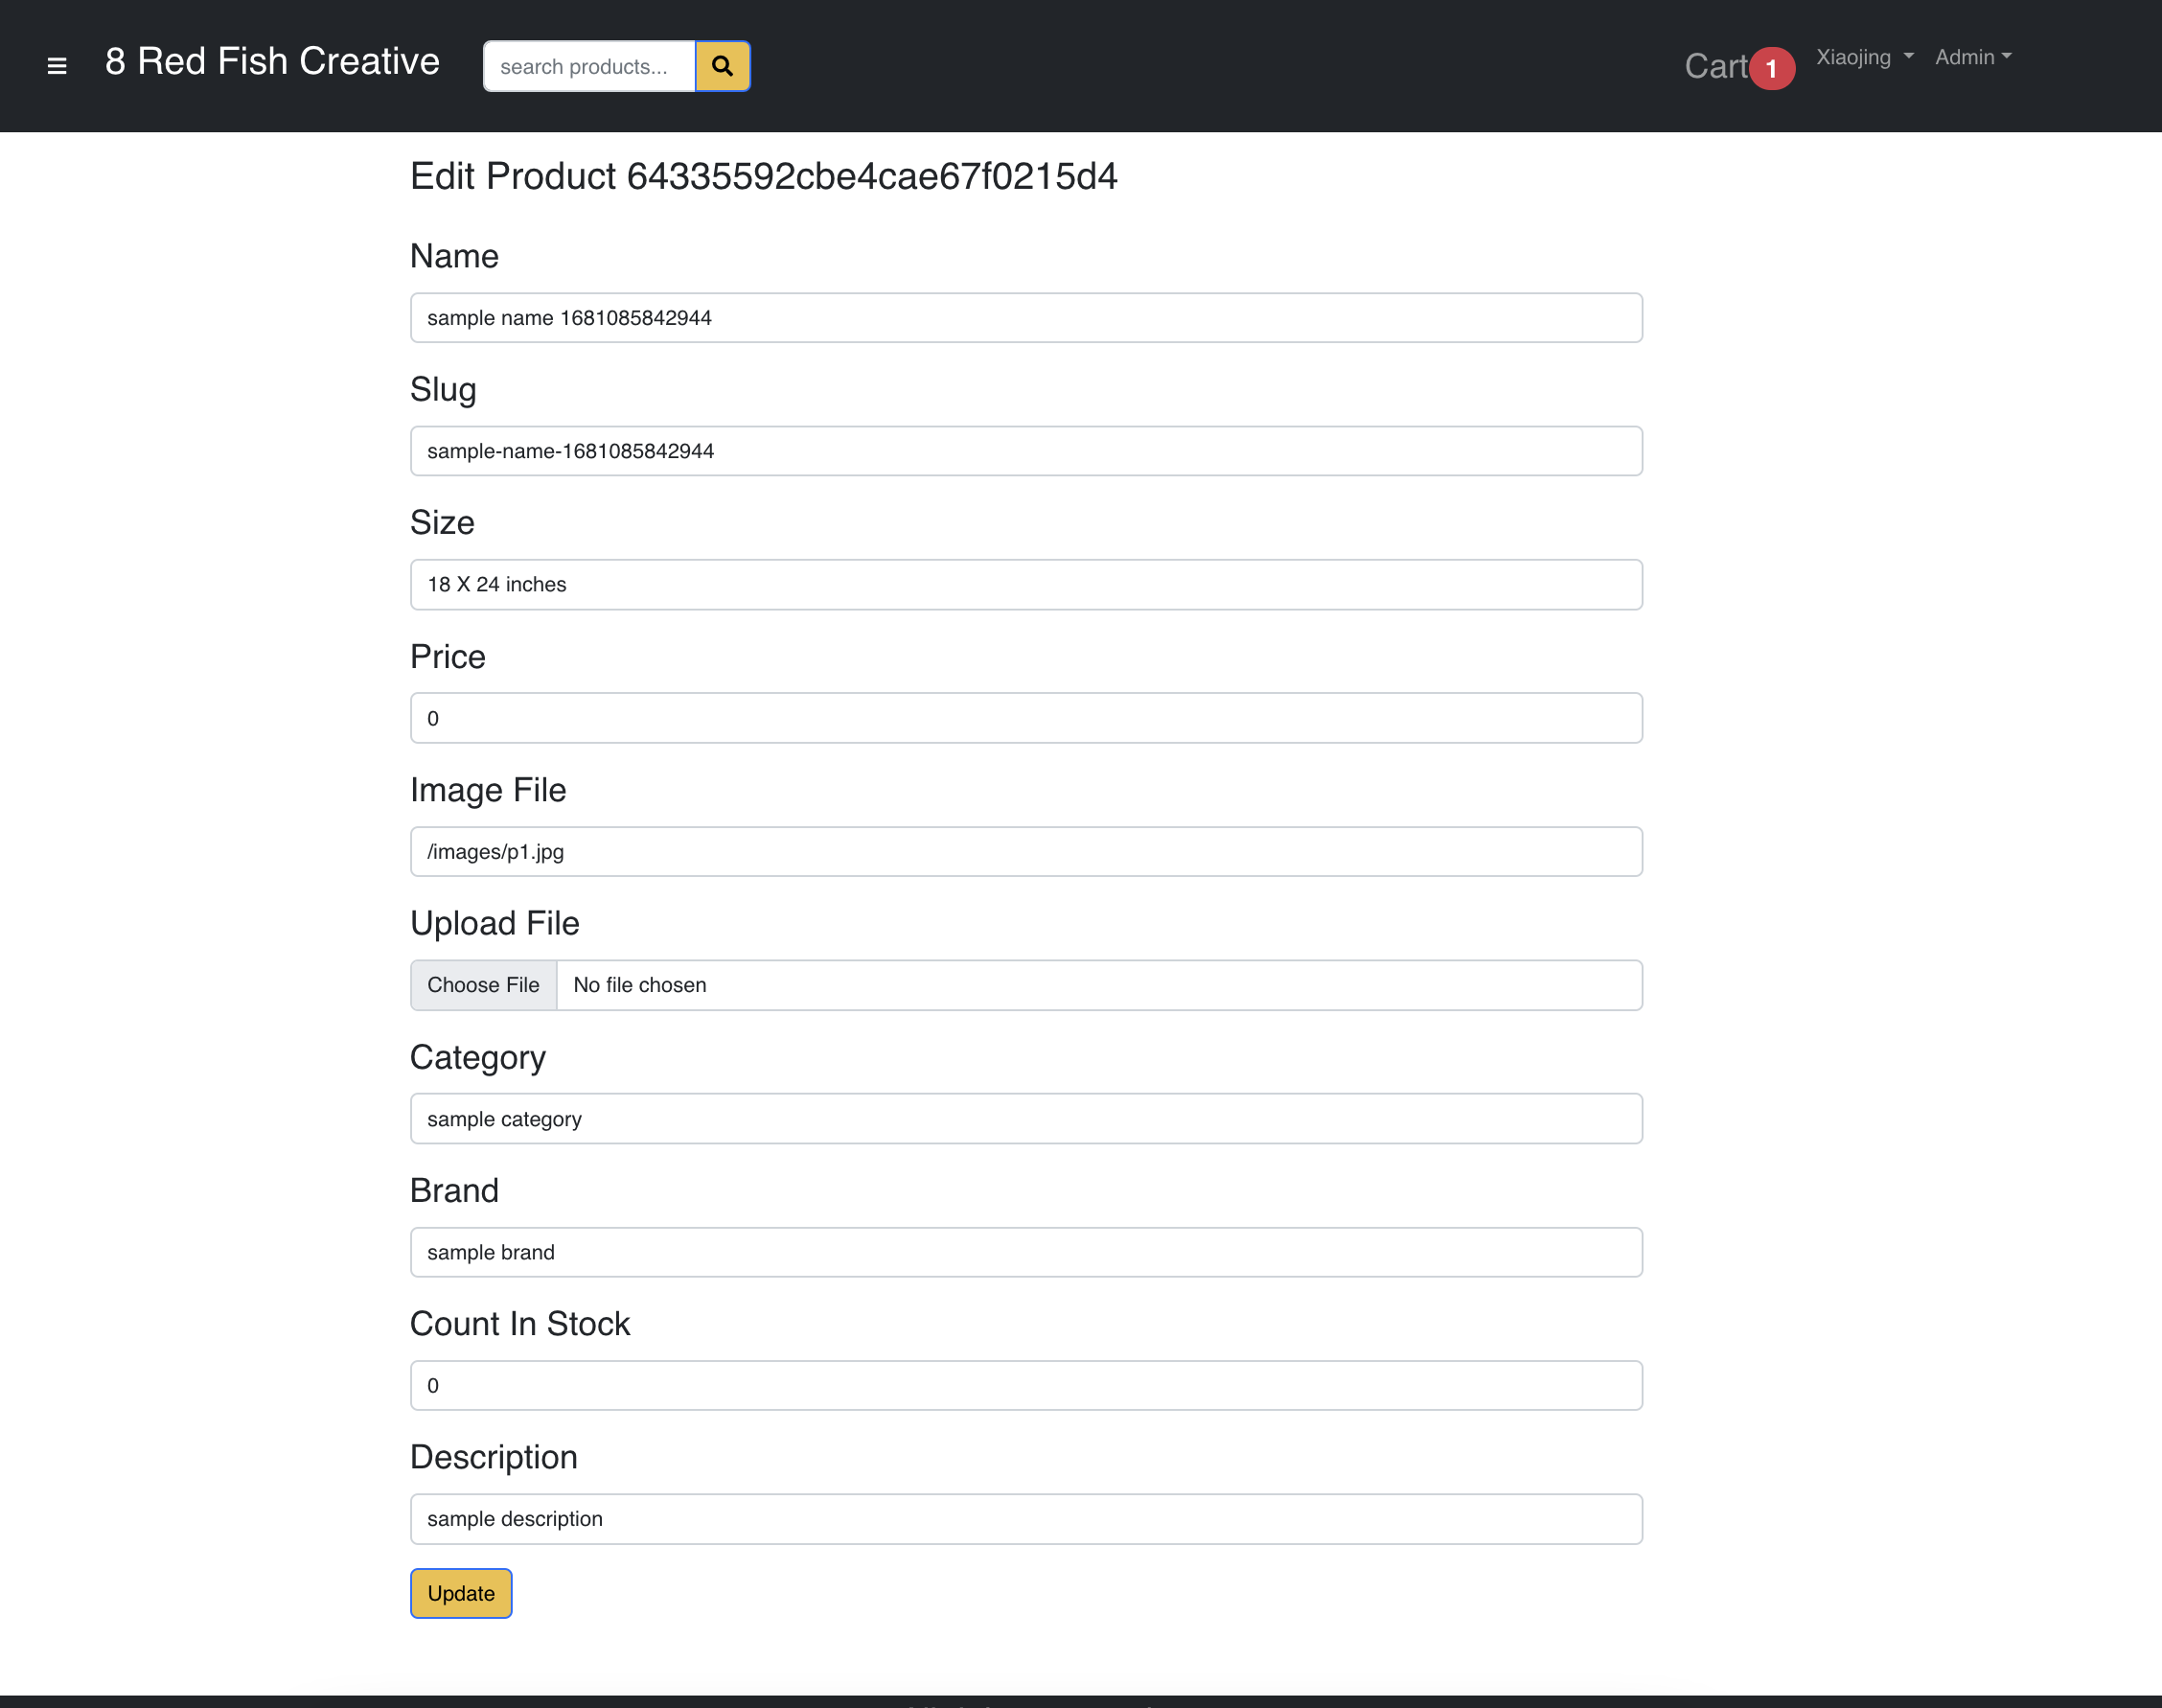 8 Red Fish Creative
search products...
Cart 1
Xiaojing
Admin
Edit Product 64335592cbe4cae67f0215d4
Name
sample name 1681085842944
Slug
sample-name-1681085842944
Size
18 X 24 inches
Price
0
Image File
/images/p1.jpg
Upload File
Choose File No file chosen
Category
sample category
Brand
sample brand
Count In Stock
0
Description
sample description
Update